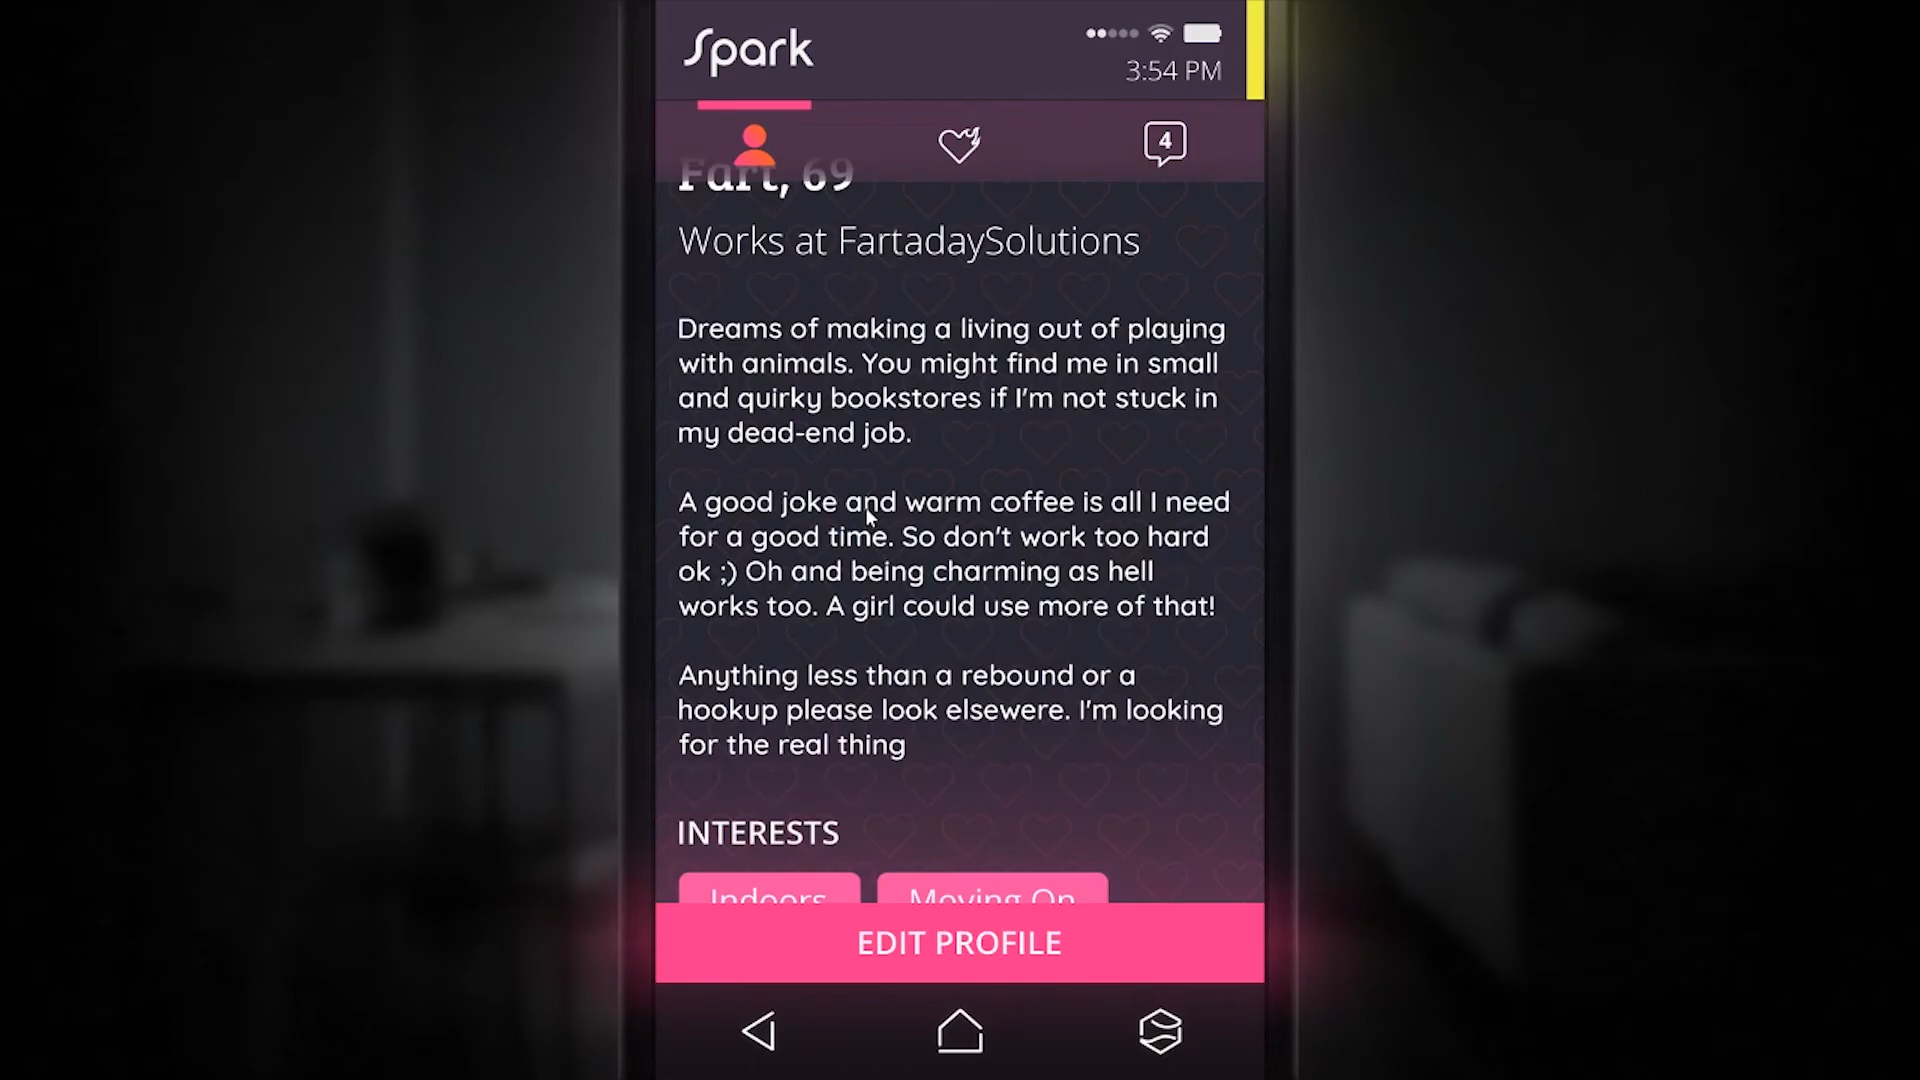 Spark
3:54 PM
4
Fart, 69
Works at FartadaySolutions
Dreams of making a living out of playing
with animals. You might find me in small
and quirky bookstores if I'm not stuck in
my dead-end job.
A good joke and warm coffee is all I need
for a good time. So don't work too hard
ok ;) Oh and being charming as hell
works too. A girl could use more of that!
Anything less than a rebound or a
hookup please look elsewere. I'm looking
for the real thing
INTERESTS
Indoors Moving On
EDIT PROFILE